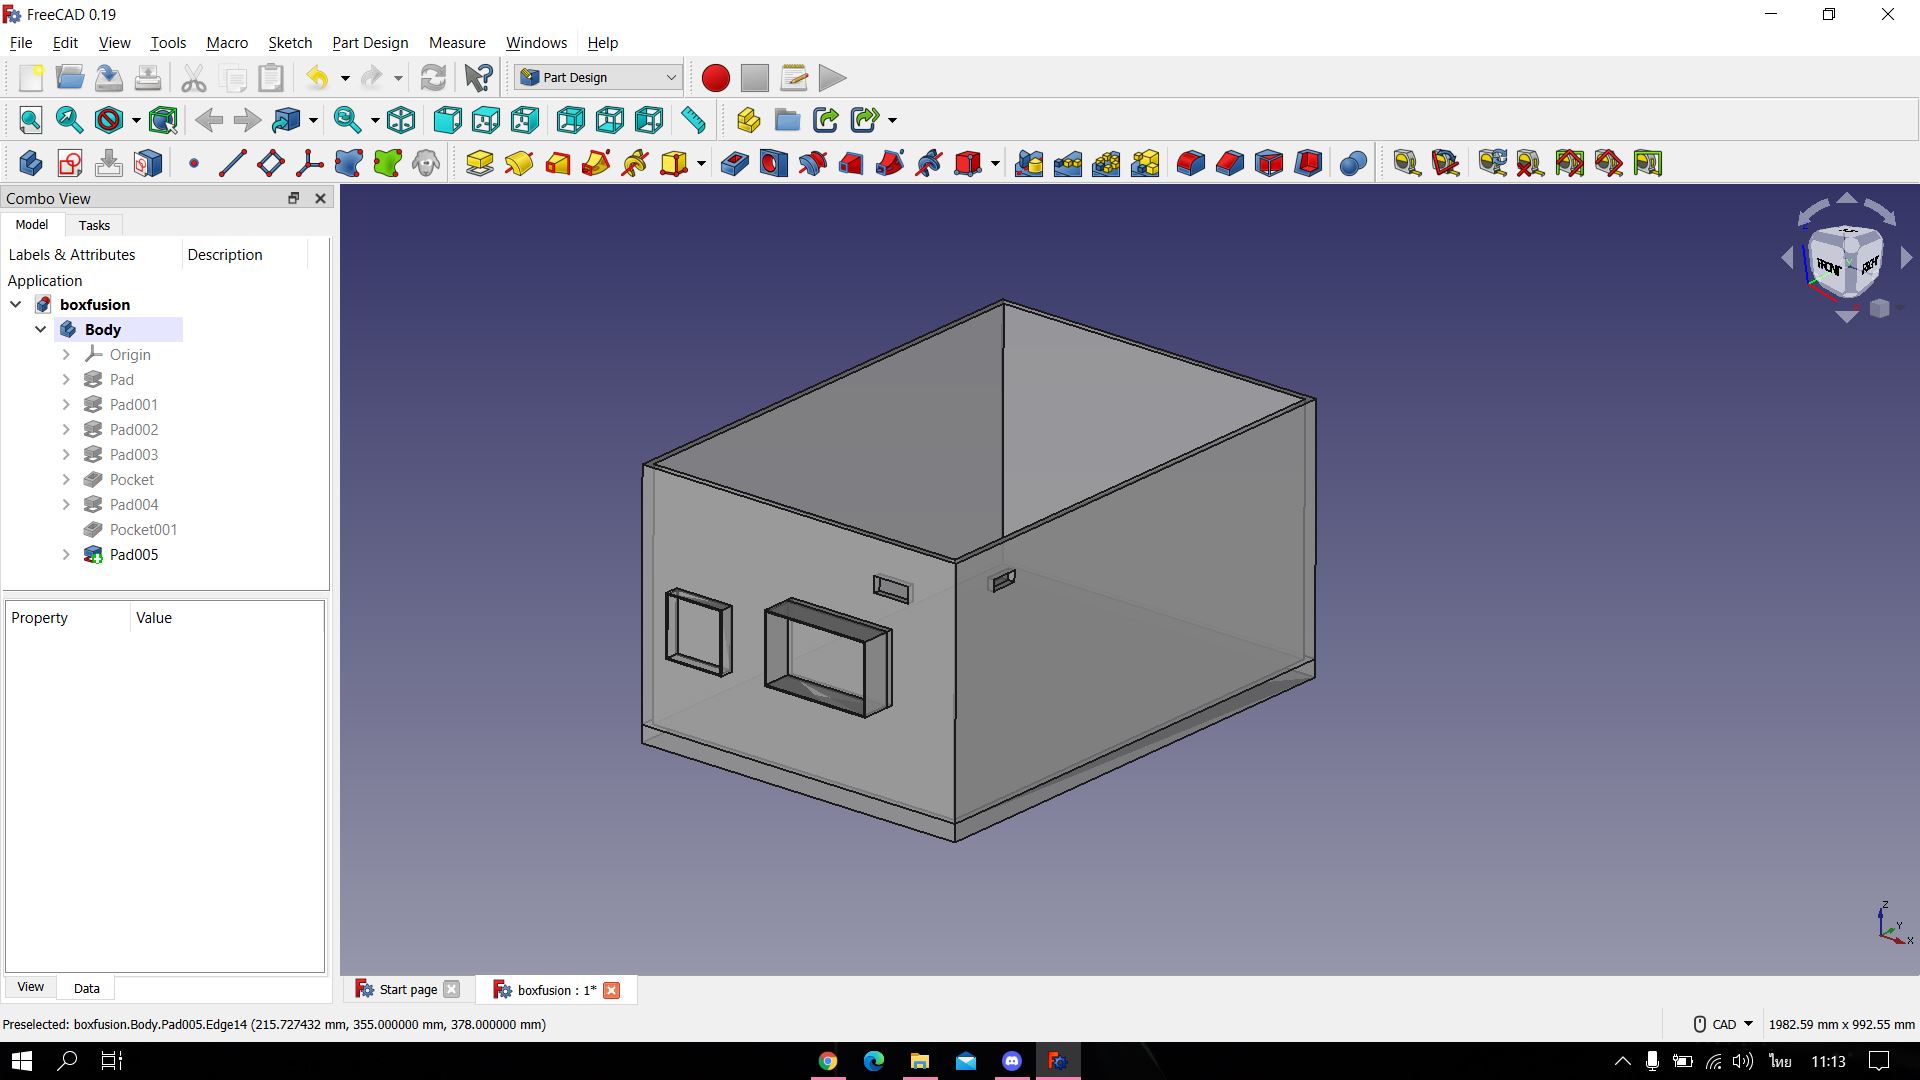 FreeCAD 0.19
File Edit View Tools Macro Sketch Part Design Measure Windows Help
Part Design
Combo View
Model Tasks
Labels & Attributes Description
Application
boxfusion
Body
Origin
Pad
Pad001
Pad002
Pad003
Pocket
Pad004
Pocket001
Pad005
Property Value
View Data
FRONT RIGHT
Z
Y
X
Start page boxfusion : 1*
Preselected: boxfusion.Body.Pad005.Edge14 (215.727432 mm, 355.000000 mm, 378.000000 mm)
CAD 1982.59 mm x 992.55 mm
ไทย 11:13